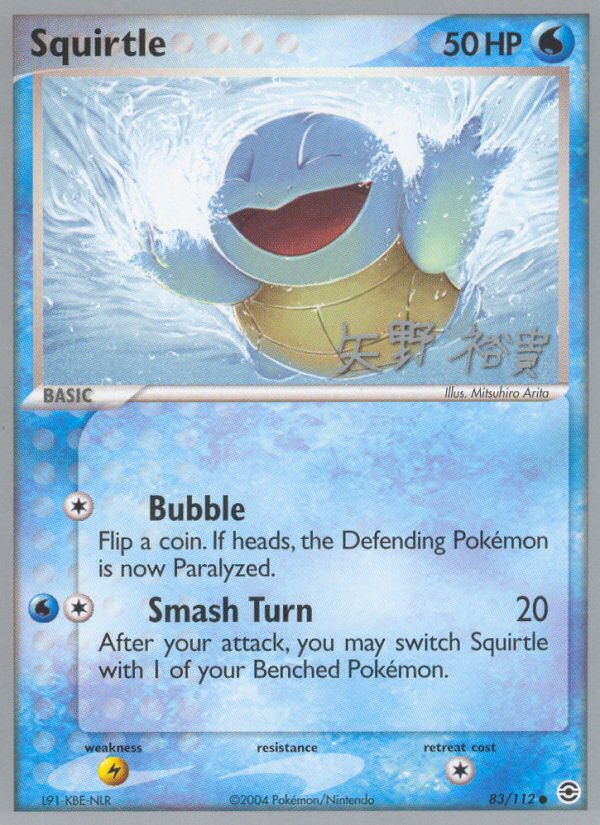 Squirtle 50 HP
矢野 裕貴
BASIC Illus. Mitsuhiro Arita
Bubble
Flip a coin. If heads, the Defending Pokémon
is now Paralyzed.
Smash Turn 20
After your attack, you may switch Squirtle
with 1 of your Benched Pokémon.
weakness resistance retreat cost
L91-KBE-NLR ©2004 Pokémon/Nintendo 83/112